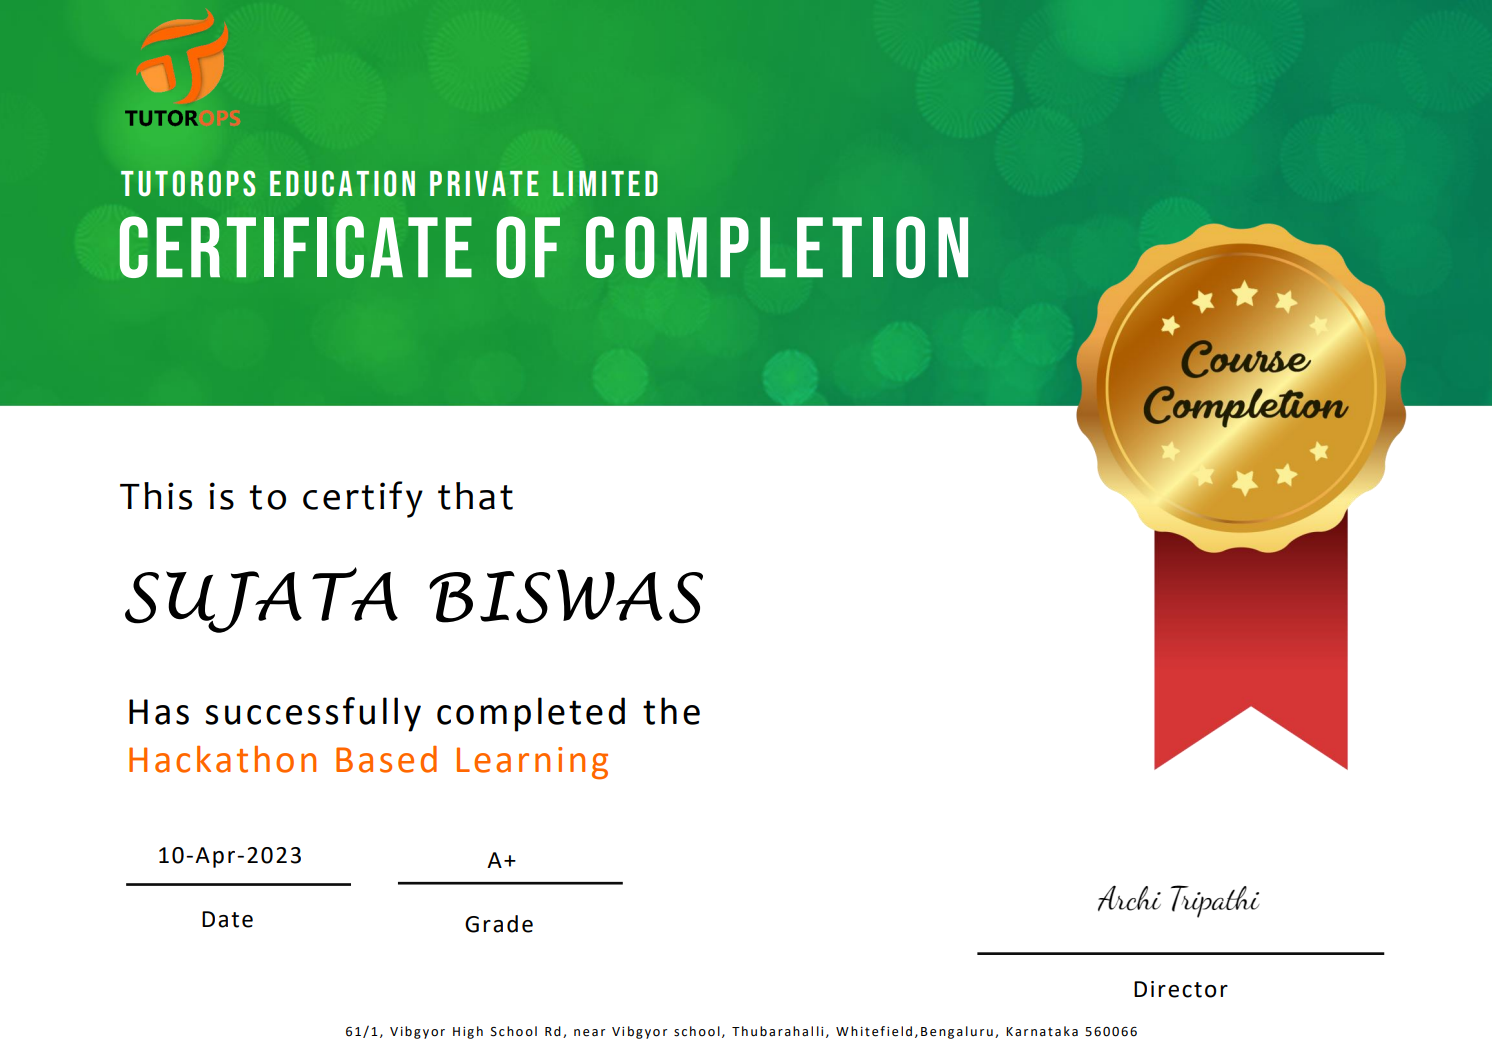 TUTOROPS
TUTOROPS EDUCATION PRIVATE LIMITED
CERTIFICATE OF COMPLETION
Course
Completion
This is to certify that
SUJATA BISWAS
Has successfully completed the
Hackathon Based Learning
10-Apr-2023
Date
A+
Grade
Archi Tripathi
Director
61/1, Vibgyor High School Rd, near Vibgyor school, Thubarahalli, Whitefield,Bengaluru, Karnataka 560066